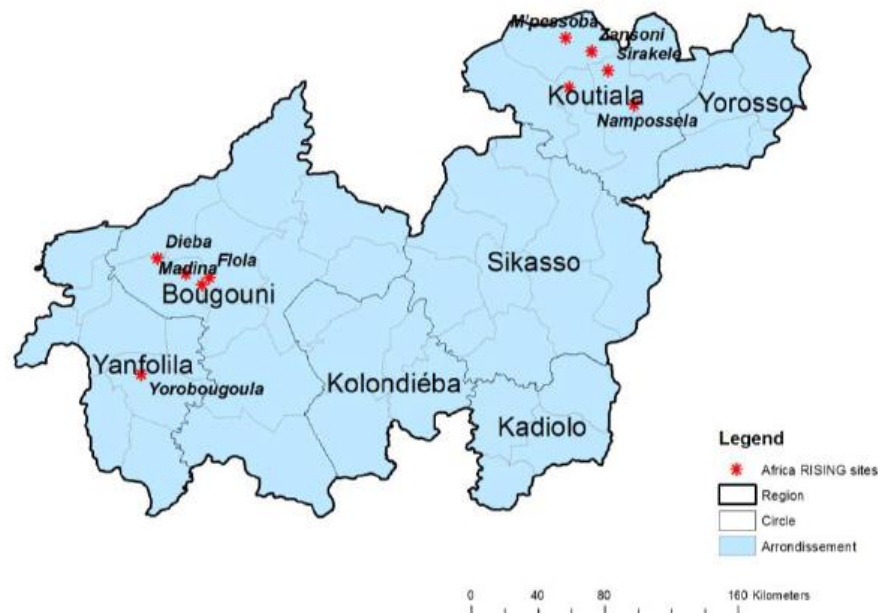 M'pessoba
Zansoni
Sirakele
Koutiala
Yorosso
Nampossela
Dieba
Madina Flola
Bougouni
Sikasso
Yanfolila
Yorobougoula
Kolondiéba
Kadiolo
Legend
Africa RISING sites
Region
Circle
Arrondissement
0 40 80 160 Kilometers